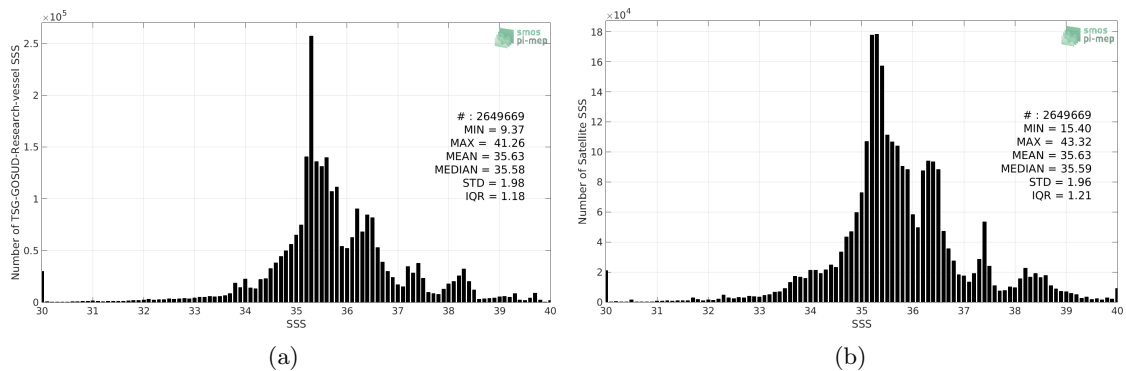 ×10⁵
2.5
2
1.5
1
0.5
0
Number of TSG-GOSUD-Research-vessel SSS
smos
pi-mep
# : 2649669
MIN = 9.37
MAX = 41.26
MEAN = 35.63
MEDIAN = 35.58
STD = 1.98
IQR = 1.18
30 31 32 33 34 35 36 37 38 39 40
SSS
(a)
×10⁴
18
16
14
12
10
8
6
4
2
0
Number of Satellite SSS
smos
pi-mep
# : 2649669
MIN = 15.40
MAX = 43.32
MEAN = 35.63
MEDIAN = 35.59
STD = 1.96
IQR = 1.21
30 31 32 33 34 35 36 37 38 39 40
SSS
(b)